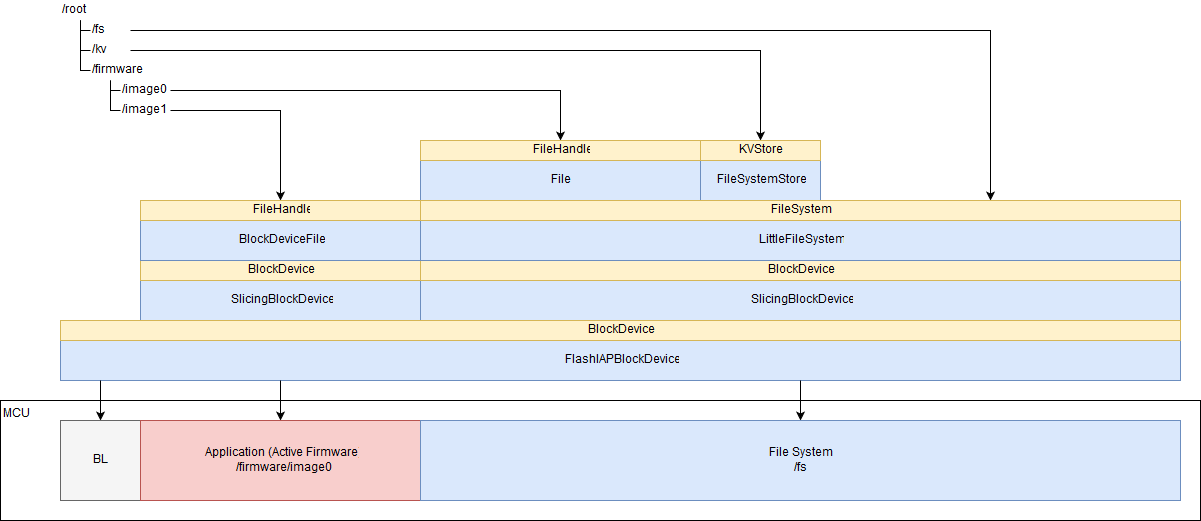 /root
/fs
/kv
/firmware
/image0
/image1
FileHandle
KVStore
File
FileSystemStore
FileHandle
FileSystem
BlockDeviceFile
LittleFileSystem
BlockDevice
BlockDevice
SlicingBlockDevice
SlicingBlockDevice
BlockDevice
FlashIAPBlockDevice
MCU
BL
Application (Active Firmware
/firmware/image0
File System
/fs